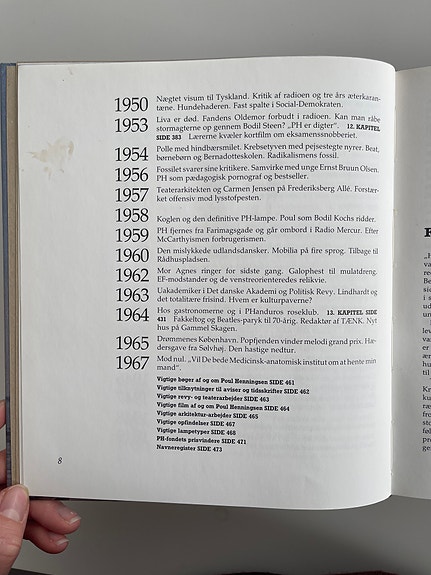 1950 Nægtet visum til Tyskland. Kritik af radioen og tre års æterkaran-
tæne. Hundehaderen. Fast spalte i Social-Demokraten.
1953 Liva er død. Fandens Oldemor forbudt i radioen. Kan man råbe
stormagterne op gennem Bodil Steen? „PH er digter“. 12. KAPITEL
SIDE 383 Lærerne kvæler kortfilm om eksamenssnobberiet.
1954 Polle med hindbærsmilet. Krebsetyven med pejsestegte nyrer. Beat,
børnebørn og Bernadotteskolen. Radikalismens fossil.
1956 Fossilet svarer sine kritikere. Samvirke med unge Ernst Bruun Olsen.
PH som pædagogisk pornograf og bestseller.
1957 Teaterarkitekten og Carmen Jensen på Frederiksberg Allé. Forstær-
ket offensiv mod lysstofpesten.
1958 Koglen og den definitive PH-lampe. Poul som Bodil Kochs ridder.
1959 PH fjernes fra Farimagsgade og går ombord i Radio Mercur. Efter
McCarthyismen forbrugerismen.
1960 Den mislykkede udlandsdansker. Mobilia på fire sprog. Tilbage til
Rådhuspladsen.
1962 Mor Agnes ringer for sidste gang. Galophest til mulatdreng.
EF-modstander og de venstreorienteredes relikvie.
1963 Uakademiker i Det danske Akademi og Politisk Revy. Lindhardt og
det totalitære frisind. Hvem er kulturpaverne?
1964 Hos gastronomerne og i PHanduros roseklub. 13. KAPITEL SIDE
431 Fakkeltog og Beatles-paryk til 70-årig. Redaktør af TÆNK. Nyt
hus på Gammel Skagen.
1965 Drømmenes København. Popfjenden vinder melodi grand prix. Hæ-
dersgave fra Sølvhøj. Den hastige nedtur.
1967 Mod nul. „Vil De bede Medicinsk-anatomisk institut om at hente min
mand“.
Vigtige bøger af og om Poul Henningsen SIDE 461
Vigtige tilknytninger til aviser og tidsskrifter SIDE 462
Vigtige revy- og teaterarbejder SIDE 463
Vigtige film af og om Poul Henningsen SIDE 464
Vigtige arkitektur-arbejder SIDE 465
Vigtige opfindelser SIDE 467
Vigtige lampetyper SIDE 468
PH-fondets prisvindere SIDE 471
Navneregister SIDE 473
8